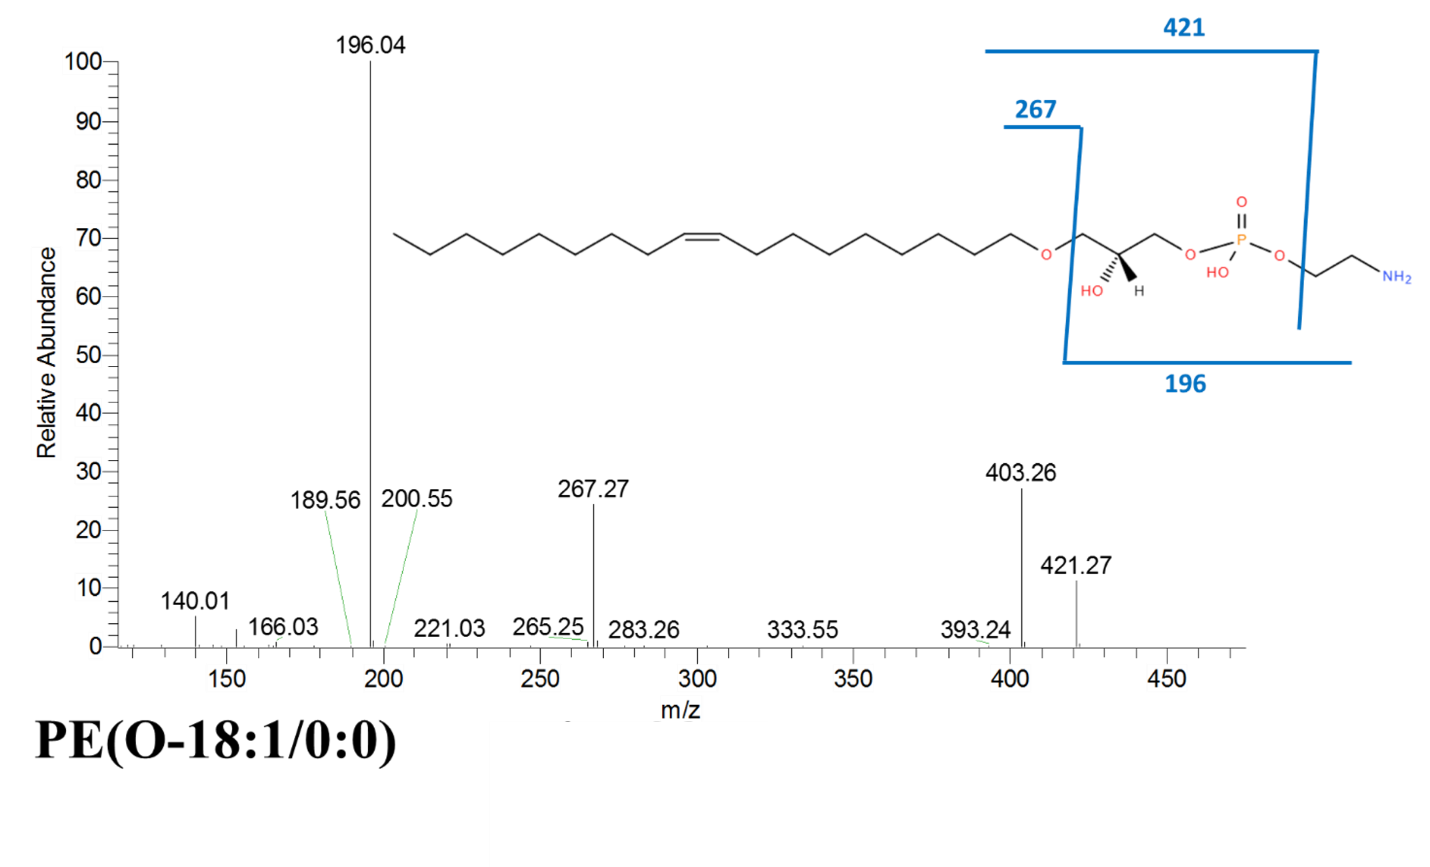 421
196.04
100
90
80
70
60
50
40
30
20
10
0
Relative Abundance
267
O
O
O
P
O
HO
HO
H
NH2
196
189.56
200.55
267.27
403.26
421.27
140.01
166.03
221.03
265.25
283.26
333.55
393.24
150
200
250
300
350
400
450
m/z
PE(O-18:1/0:0)